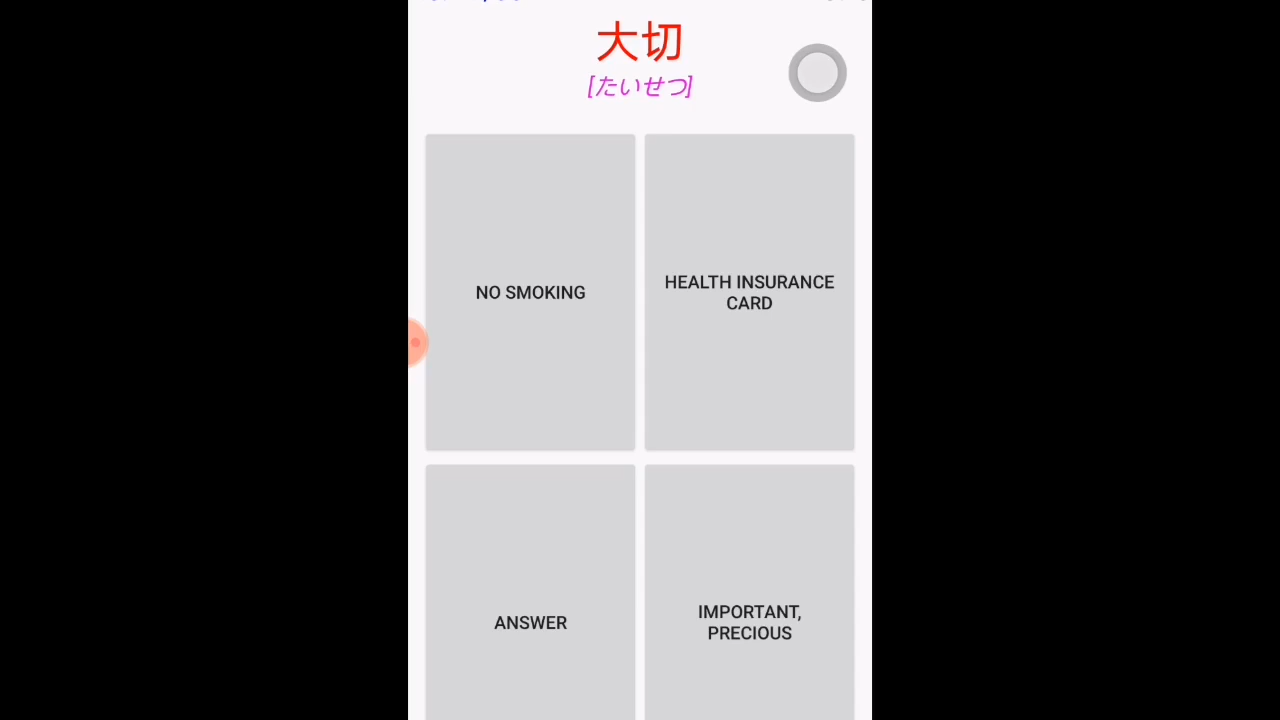 大切
[たいせつ]
NO SMOKING
HEALTH INSURANCE
CARD
ANSWER
IMPORTANT,
PRECIOUS